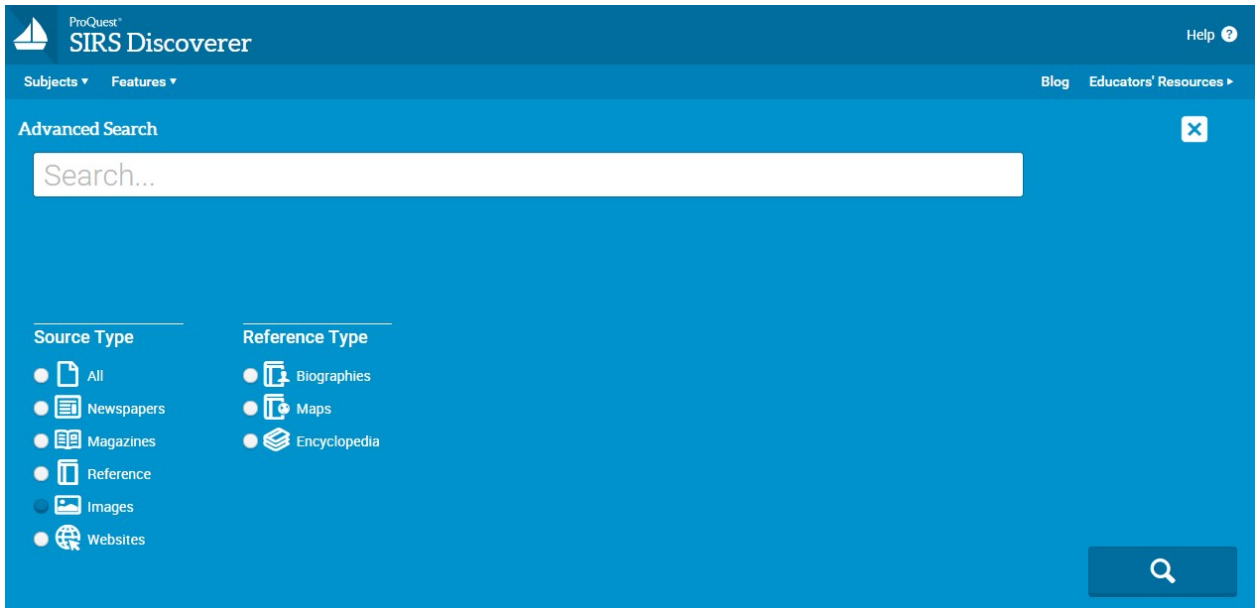 ProQuest®
SIRS Discoverer
Help ?
Subjects ▾ Features ▾ Blog Educators' Resources ▸
Advanced Search
Search...
Source Type
All
Newspapers
Magazines
Reference
Images
Websites
Reference Type
Biographies
Maps
Encyclopedia